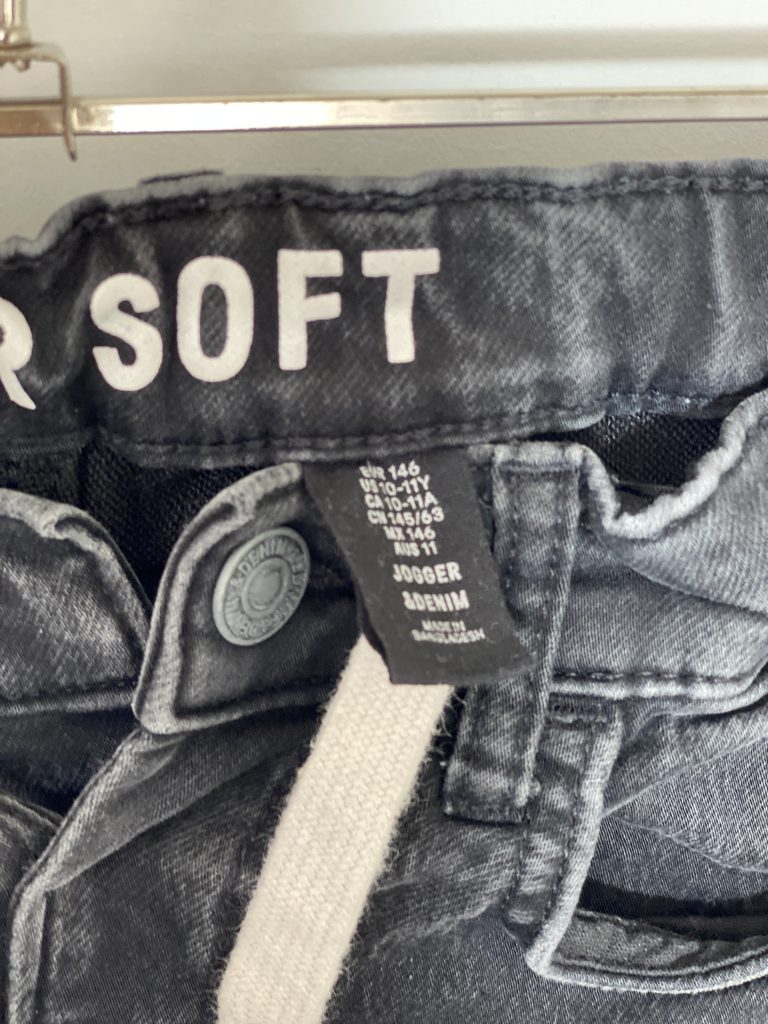 R SOFT
EUR 146
US 10-11Y
CA 10-11A
CN 145/63
MX 146
AUS 11
JOGGER
&DENIM
MADE IN
BANGLADESH
&DENIM